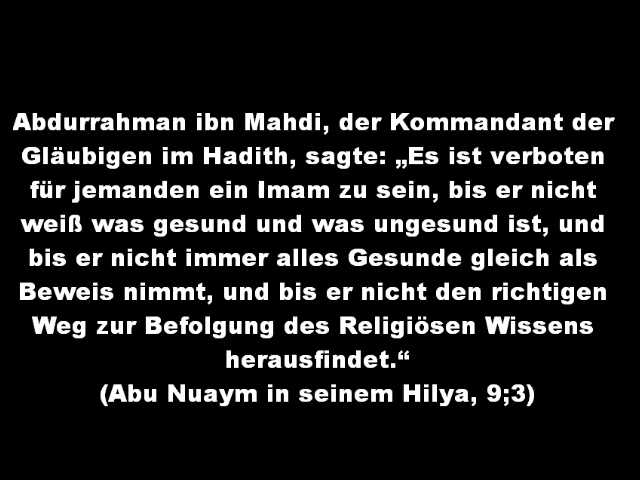 Abdurrahman ibn Mahdi, der Kommandant der
Gläubigen im Hadith, sagte: „Es ist verboten
für jemanden ein Imam zu sein, bis er nicht
weiß was gesund und was ungesund ist, und
bis er nicht immer alles Gesunde gleich als
Beweis nimmt, und bis er nicht den richtigen
Weg zur Befolgung des Religiösen Wissens
herausfindet.“
(Abu Nuaym in seinem Hilya, 9;3)